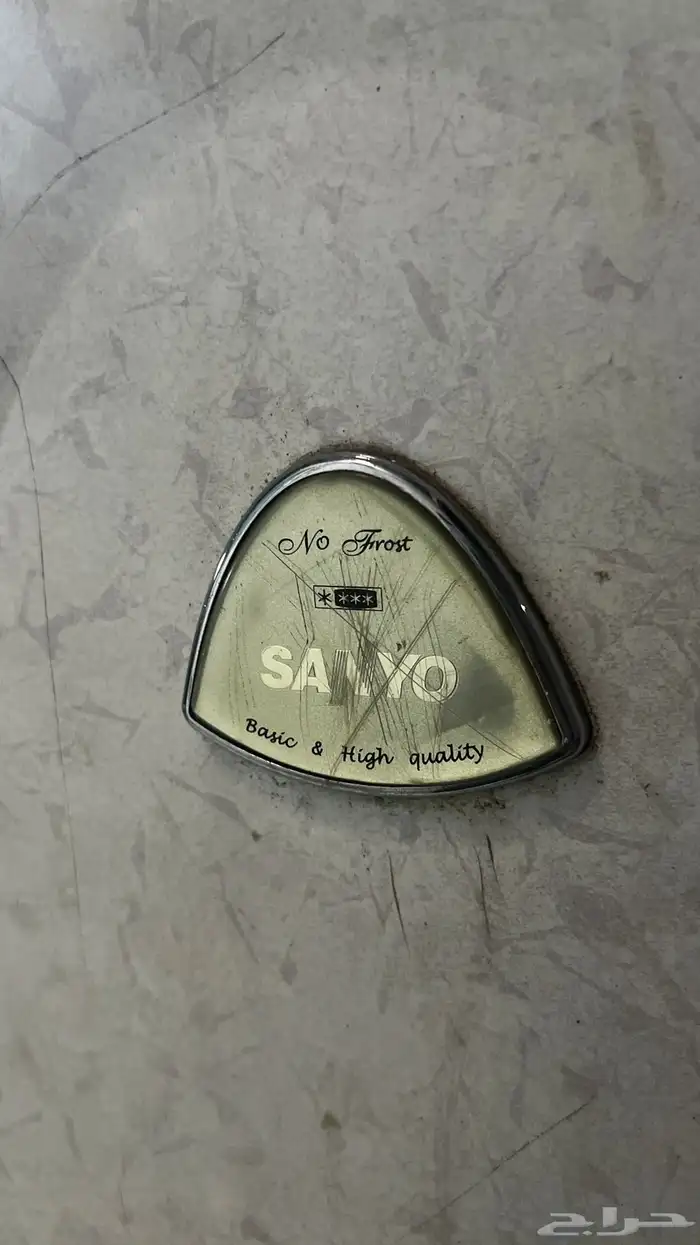 No Frost
* ***
SANYO
Basic & High quality
حراج